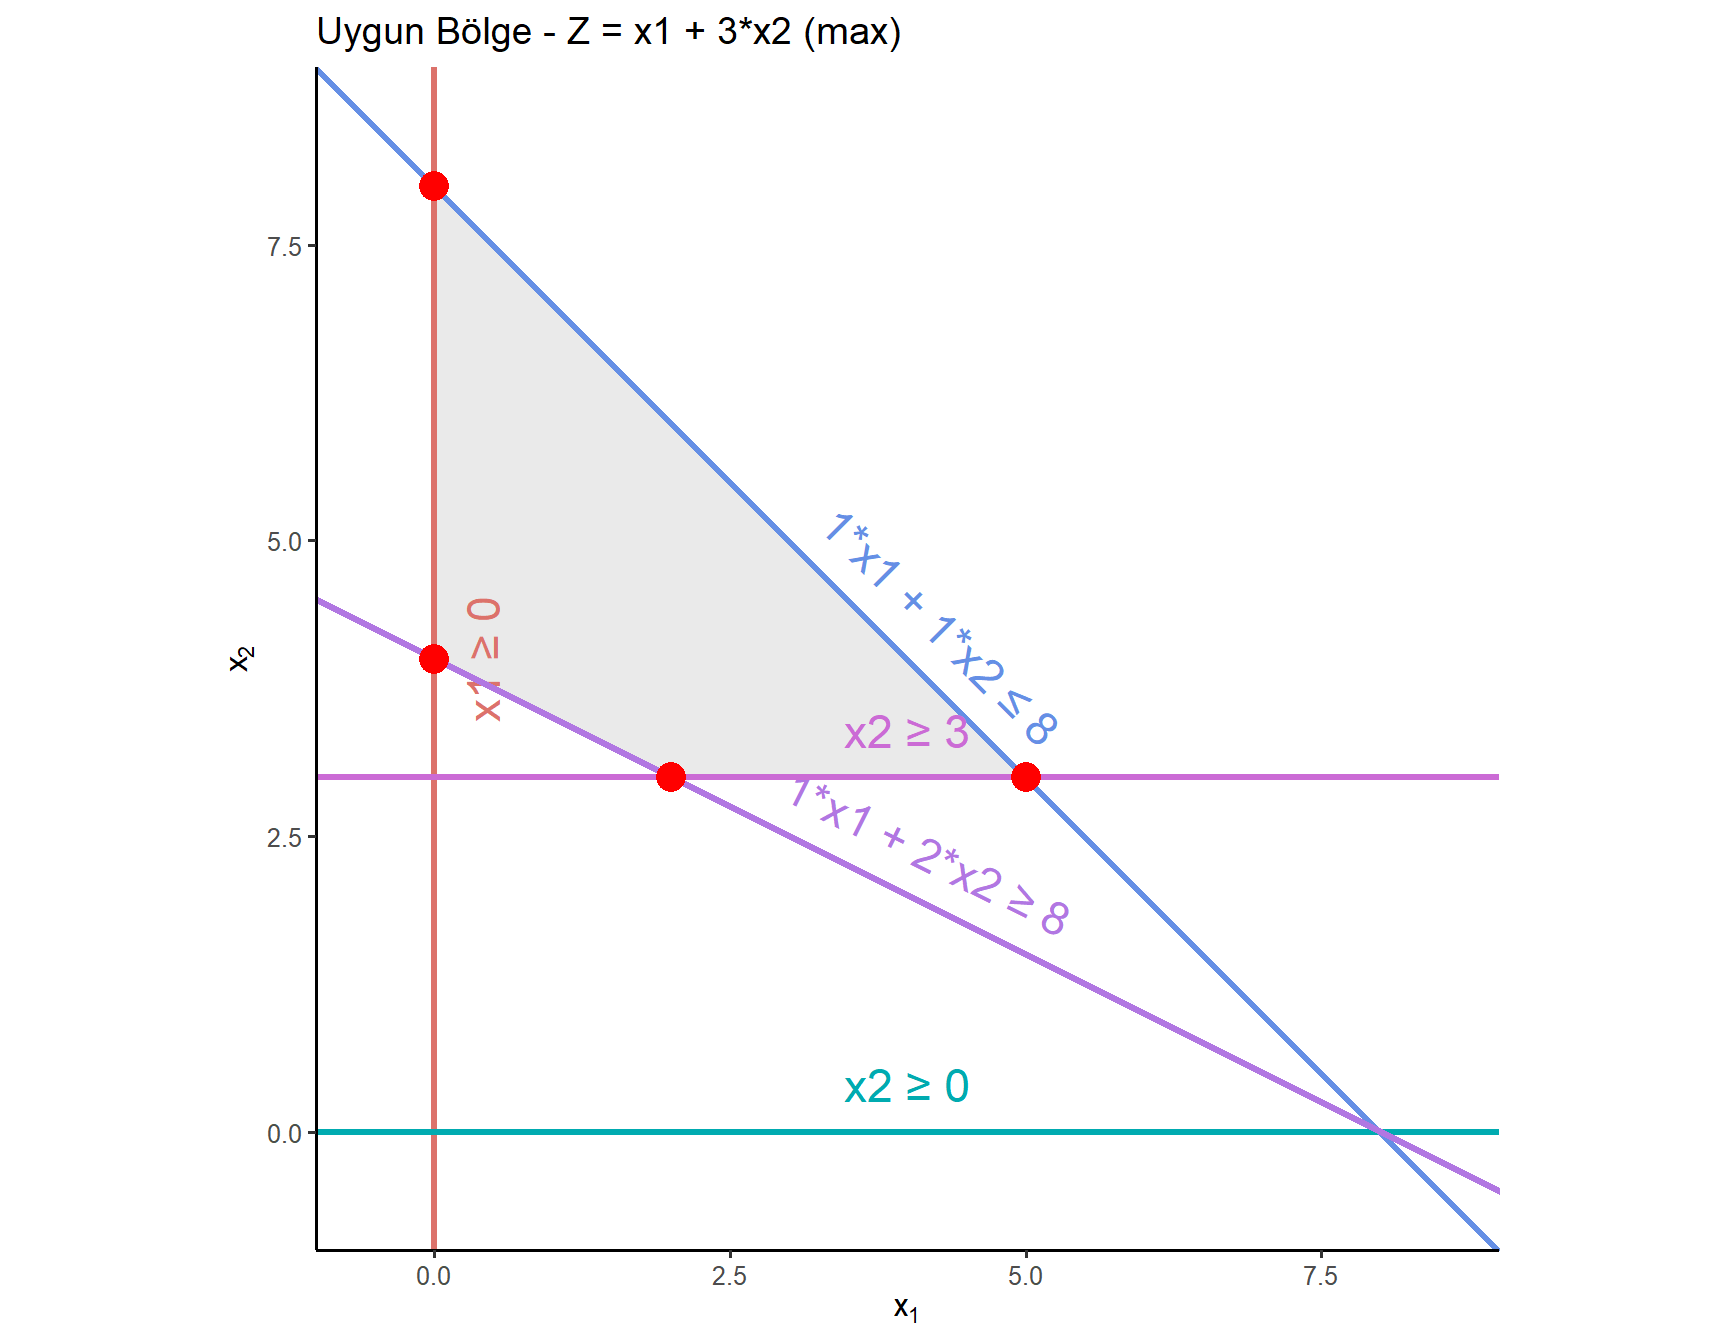 Uygun Bölge - Z = x1 + 3*x2 (max)
7.5
5.0
2.5
0.0
x₂
x1 ≥ 0
1*x1 + 1*x2 ≤ 8
x2 ≥ 3
1*x1 + 2*x2 ≥ 8
x2 ≥ 0
0.0 2.5 5.0 7.5
x₁